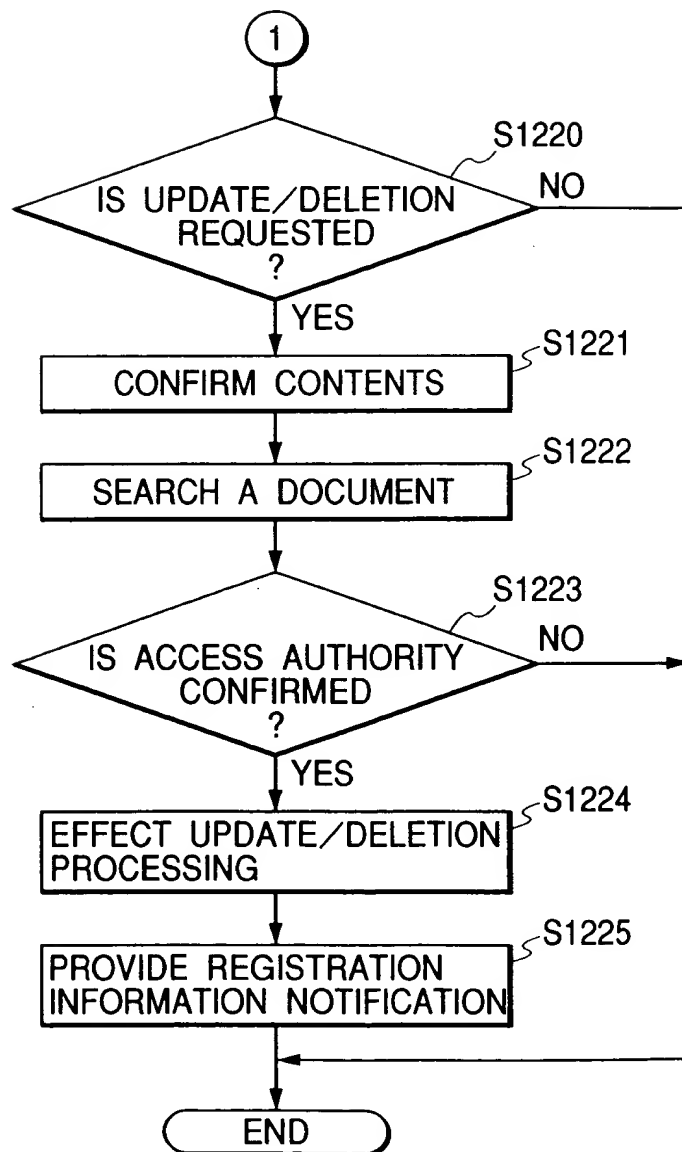 1
S1220
IS UPDATE/DELETION
REQUESTED
?
NO
YES
S1221
CONFIRM CONTENTS
S1222
SEARCH A DOCUMENT
S1223
IS ACCESS AUTHORITY
CONFIRMED
?
NO
YES
S1224
EFFECT UPDATE/DELETION
PROCESSING
S1225
PROVIDE REGISTRATION
INFORMATION NOTIFICATION
END